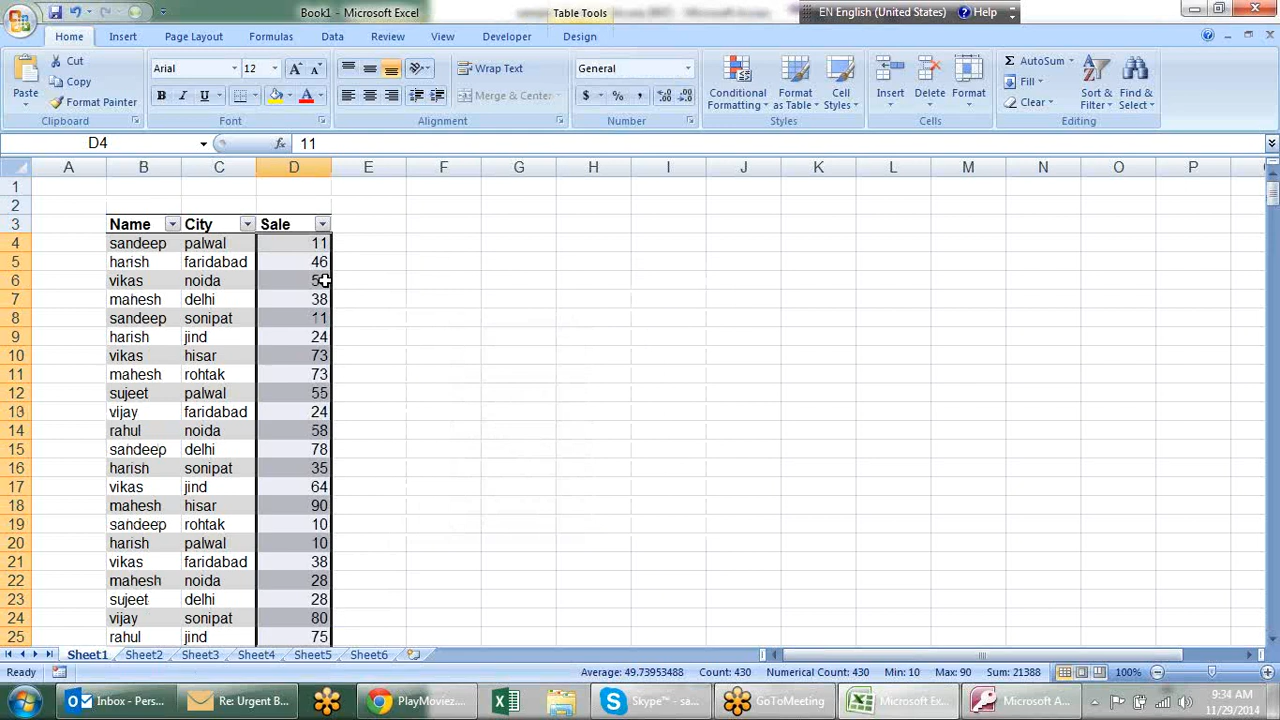 Book1 - Microsoft Excel
Table Tools
EN English (United States)
Help
Home Insert Page Layout Formulas Data Review View Developer Design
Paste
Cut
Copy
Format Painter
Clipboard
Arial 12
B I U
Font
Wrap Text
Merge & Center
Alignment
General
$ % ,
Number
Conditional Formatting
Format as Table
Cell Styles
Styles
Insert
Delete
Format
Cells
AutoSum
Fill
Clear
Sort & Filter
Find & Select
Editing
D4 fx 11
A B C D E F G H I J K L M N O P
1
2
3 Name City Sale
4 sandeep palwal 11
5 harish faridabad 46
6 vikas noida
7 mahesh delhi 38
8 sandeep sonipat 11
9 harish jind 24
10 vikas hisar 73
11 mahesh rohtak 73
12 sujeet palwal 55
13 vijay faridabad 24
14 rahul noida 58
15 sandeep delhi 78
16 harish sonipat 35
17 vikas jind 64
18 mahesh hisar 90
19 sandeep rohtak 10
20 harish palwal 10
21 vikas faridabad 38
22 mahesh noida 28
23 sujeet delhi 28
24 vijay sonipat 80
25 rahul jind 75
Sheet1 Sheet2 Sheet3 Sheet4 Sheet5 Sheet6
Ready
Average: 49.73953488 Count: 430 Numerical Count: 430 Min: 10 Max: 90 Sum: 21388
100%
Inbox - Pers...
Re: Urgent B...
PlayMoviez....
Skype™ - sa...
GoToMeeting
Microsoft Ex...
Microsoft A...
9:34 AM
11/29/2014